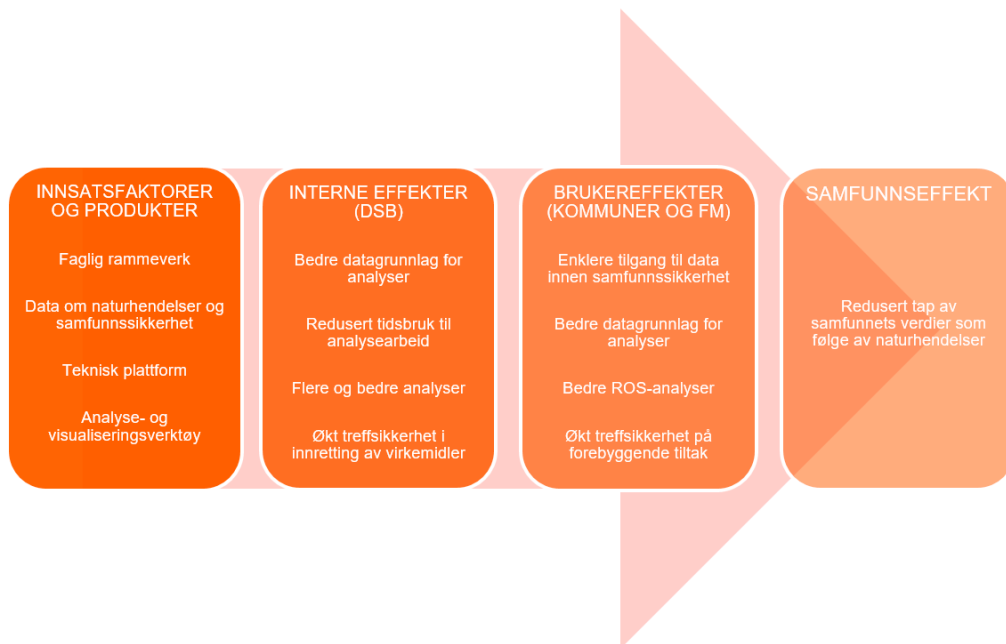 INNSATSFAKTORER
OG PRODUKTER
Faglig rammeverk
Data om naturhendelser og
samfunnssikkerhet
Teknisk plattform
Analyse- og
visualiseringsverktøy
INTERNE EFFEKTER
(DSB)
Bedre datagrunnlag for
analyser
Redusert tidsbruk til
analysearbeid
Flere og bedre analyser
Økt treffsikkerhet i
innretting av virkemidler
BRUKEREFFEKTER
(KOMMUNER OG FM)
Enklere tilgang til data
innen samfunnssikkerhet
Bedre datagrunnlag for
analyser
Bedre ROS-analyser
Økt treffsikkerhet på
forebyggende tiltak
SAMFUNNSEFFEKT
Redusert tap av
samfunnets verdier som
følge av naturhendelser